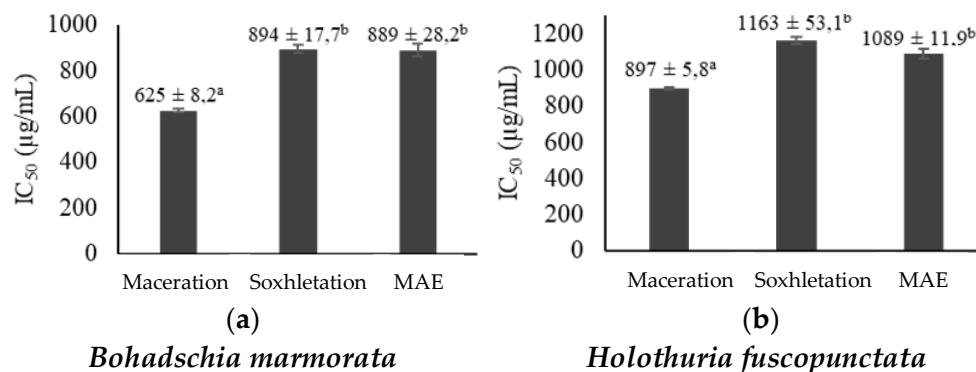 1000
800
600
400
200
0
IC50 (µg/mL)
625 ± 8,2a
894 ± 17,7b
889 ± 28,2b
Maceration Soxhletation MAE
(a)
Bohadschia marmorata
1200
1000
800
600
400
200
0
IC50 (µg/mL)
897 ± 5,8a
1163 ± 53,1b
1089 ± 11,9b
Maceration Soxhletation MAE
(b)
Holothuria fuscopunctata